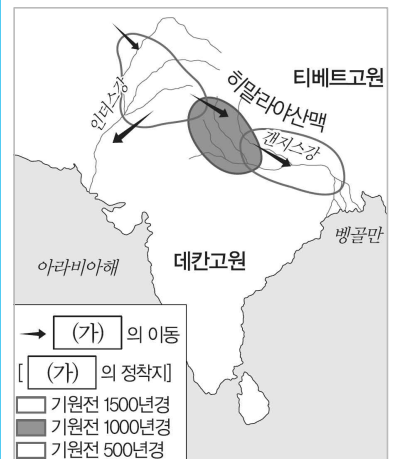 인더스강
히말라야산맥
티베트고원
갠지스강
벵골만
아라비아해
데칸고원
(가) 의 이동
[ (가) 의 정착지]
기원전 1500년경
기원전 1000년경
기원전 500년경